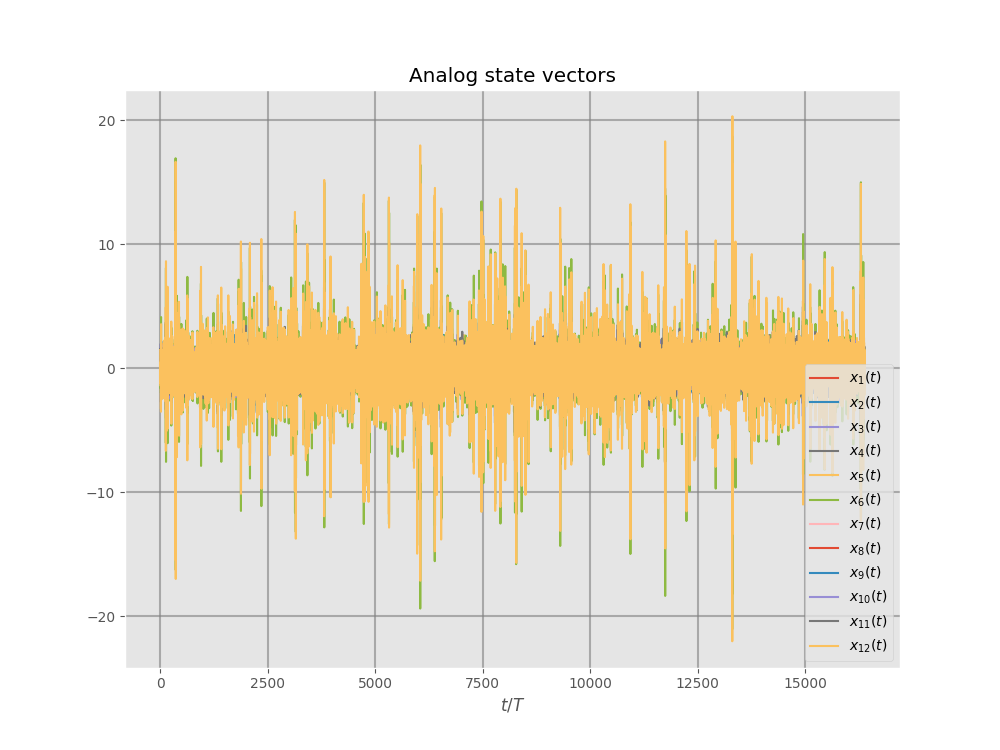 Analog state vectors
20
10
0
−10
−20
0 2500 5000 7500 10000 12500 15000
t/T
x₁(t)
x₂(t)
x₃(t)
x₄(t)
x₅(t)
x₆(t)
x₇(t)
x₈(t)
x₉(t)
x₁₀(t)
x₁₁(t)
x₁₂(t)